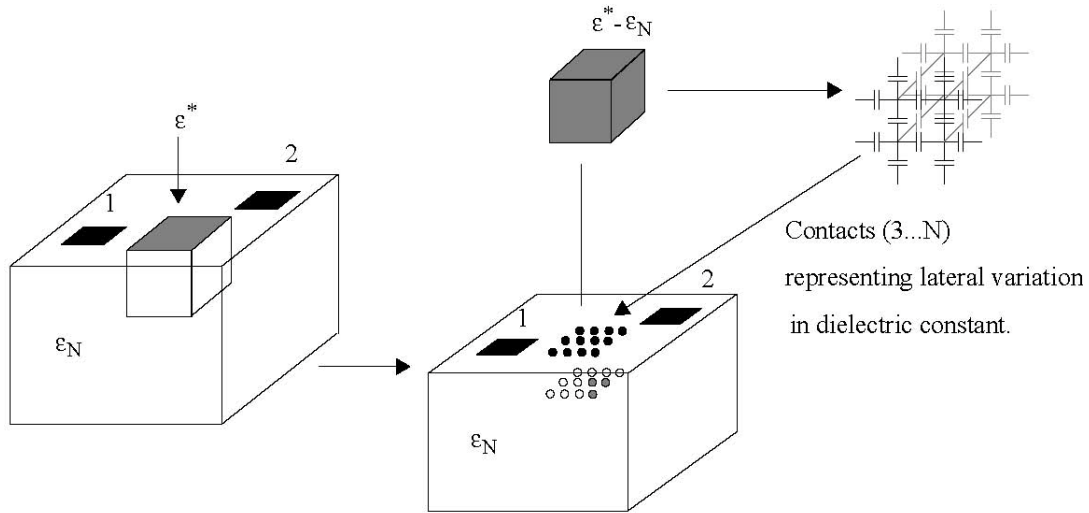 ε*-εN
ε*
1
2
εN
Contacts (3...N)
representing lateral variation
in dielectric constant.
1
2
εN